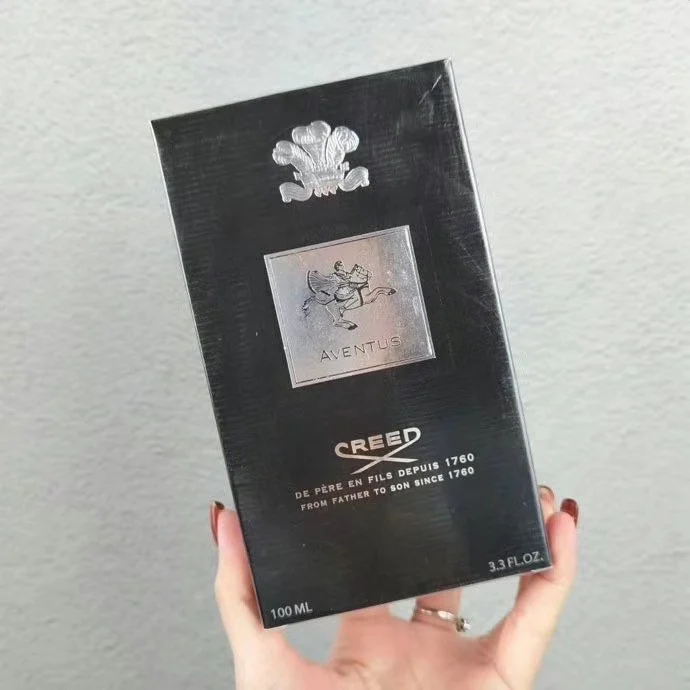 AVENTUS
CREED
DE PÈRE EN FILS DEPUIS 1760
FROM FATHER TO SON SINCE 1760
100 ML
3.3 FL.OZ.